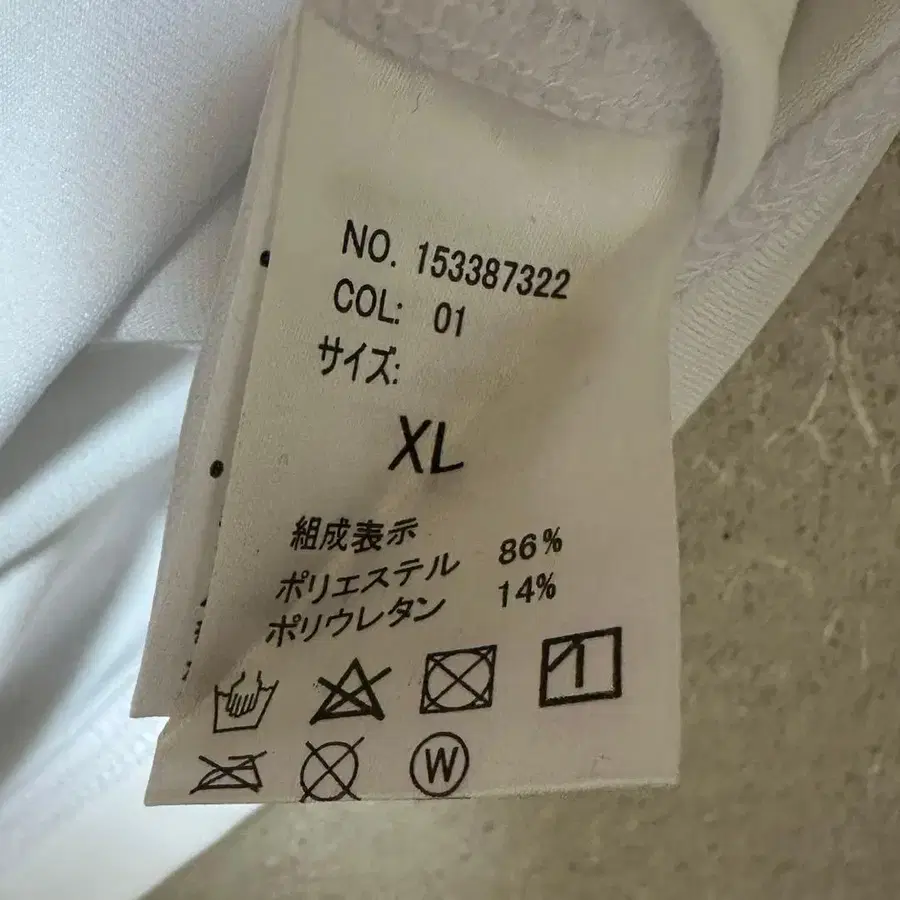 NO. 153387322
COL: 01
サイズ:
XL
組成表示
ポリエステル 86%
ポリウレタン 14%
W